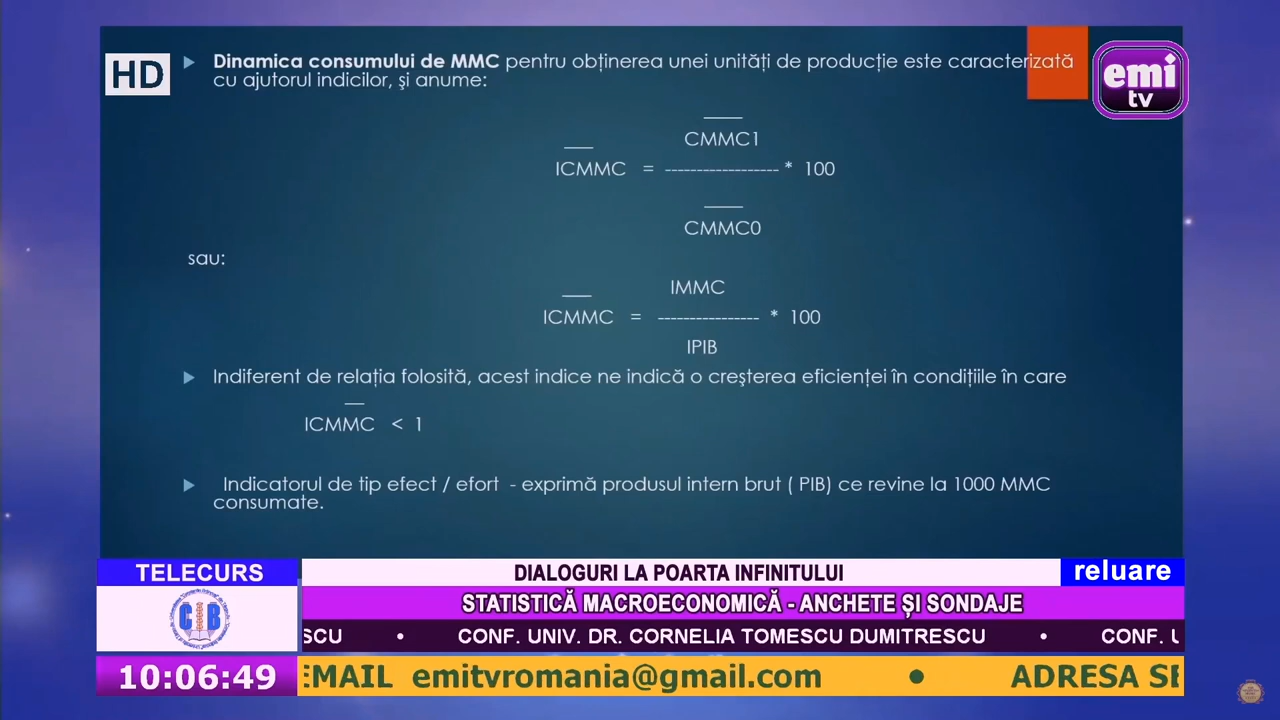 HD
emi
tv
Dinamica consumului de MMC pentru obținerea unei unități de producție este caracterizată
cu ajutorul indicilor, și anume:
CMMC1
ICMMC = ------------------- * 100
CMMC0
sau:
IMMC
ICMMC = ----------------- * 100
IPIB
Indiferent de relația folosită, acest indice ne indică o creșterea eficienței în condițiile în care
ICMMC < 1
Indicatorul de tip efect / efort - exprimă produsul intern brut ( PIB) ce revine la 1000 MMC
consumate.
TELECURS
DIALOGURI LA POARTA INFINITULUI
reluare
STATISTICĂ MACROECONOMICĂ - ANCHETE ȘI SONDAJE
CIB
SCU • CONF. UNIV. DR. CORNELIA TOMESCU DUMITRESCU • CONF. U
10:06:49
EMAIL emitvromania@gmail.com • ADRESA SE